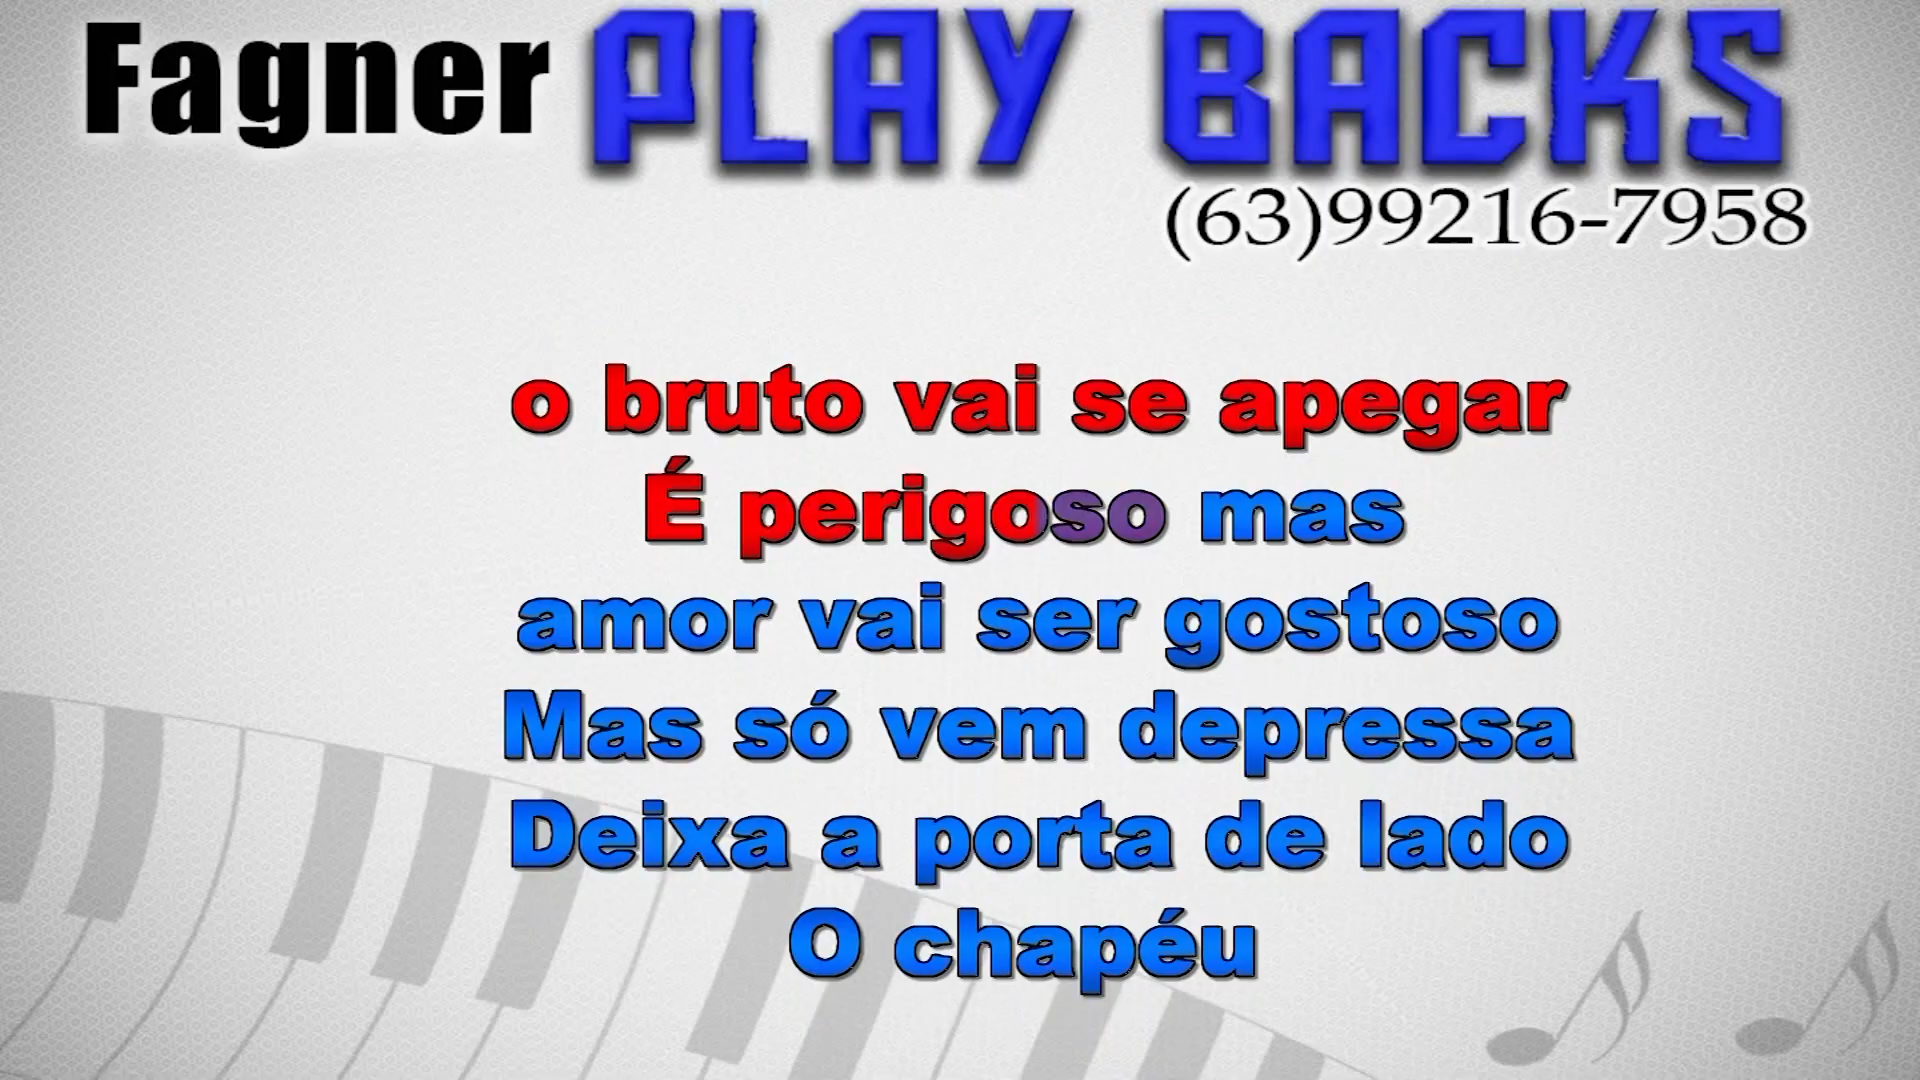 Fagner PLAY BACKS
(63)99216-7958
o bruto vai se apegar
É perigoso mas
amor vai ser gostoso
Mas só vem depressa
Deixa a porta de lado
O chapéu